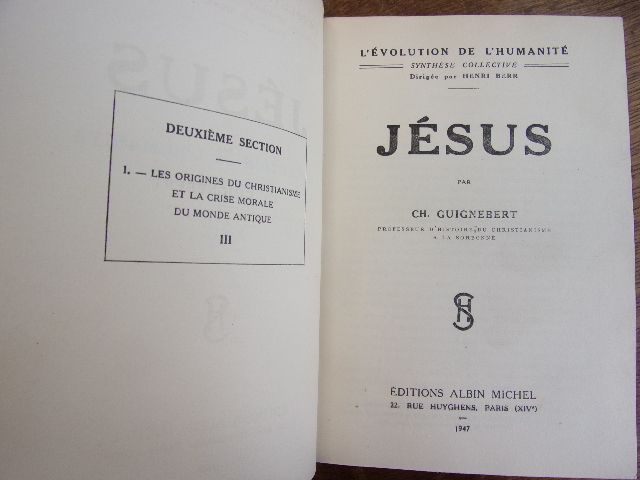 DEUXIÈME SECTION
I. — LES ORIGINES DU CHRISTIANISME
ET LA CRISE MORALE
DU MONDE ANTIQUE
III
L'ÉVOLUTION DE L'HUMANITÉ
SYNTHÈSE COLLECTIVE
Dirigée par HENRI BERR
JÉSUS
PAR
CH. GUIGNEBERT
PROFESSEUR D'HISTOIRE DU CHRISTIANISME
A LA SORBONNE
ÉDITIONS ALBIN MICHEL
22, RUE HUYGHENS, PARIS (XIVe)
1947